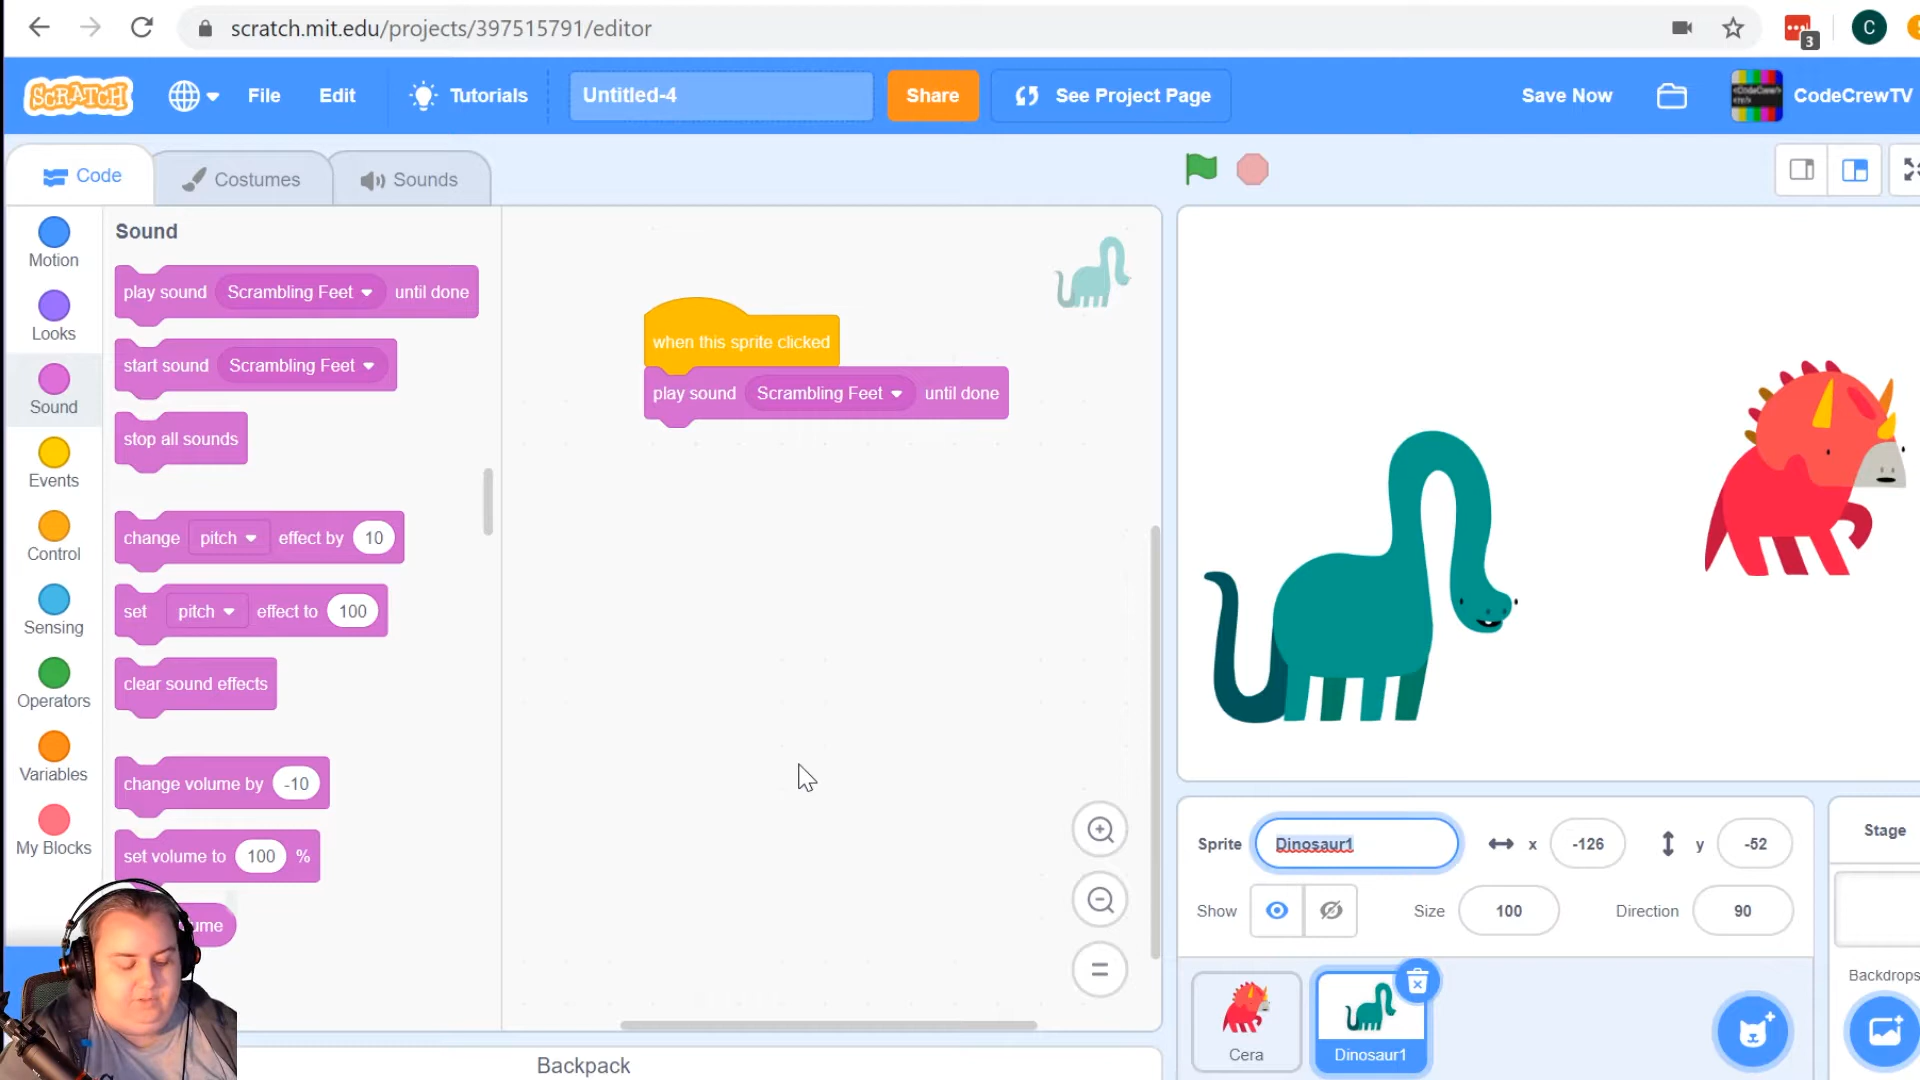 scratch.mit.edu/projects/397515791/editor
3
C
SCRATCH
File
Edit
Tutorials
Untitled-4
Share
See Project Page
Save Now
CodeCrewTV
Code
Costumes
Sounds
Motion
Looks
Sound
Events
Control
Sensing
Operators
Variables
My Blocks
Sound
play sound Scrambling Feet until done
start sound Scrambling Feet
stop all sounds
change pitch effect by 10
set pitch effect to 100
clear sound effects
change volume by -10
set volume to 100 %
ume
when this sprite clicked
play sound Scrambling Feet until done
Backpack
Sprite Dinosaur1 x -126 y -52
Show Size 100 Direction 90
Cera
Dinosaur1
Stage
Backdrops